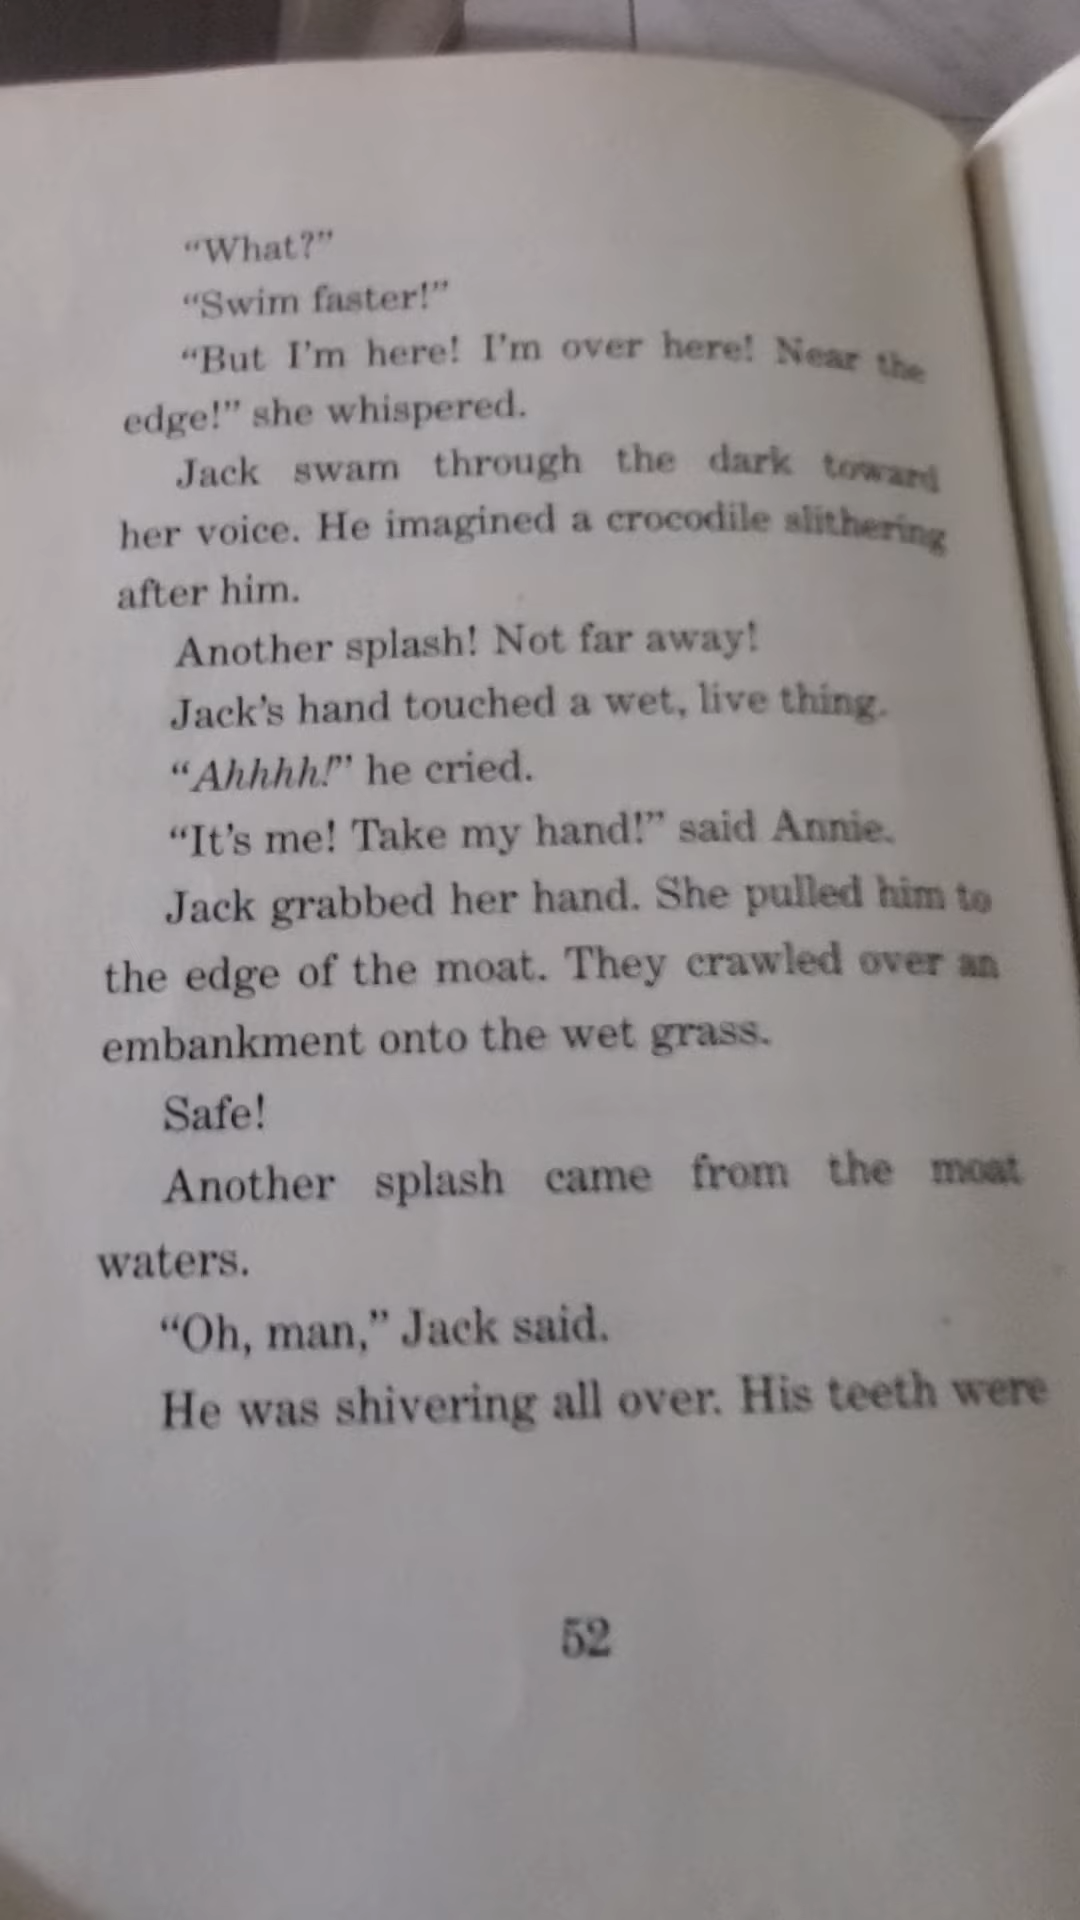 “What?”
“Swim faster!”
“But I’m here! I’m over here! Near the
edge!” she whispered.
Jack swam through the dark toward
her voice. He imagined a crocodile slithering
after him.
Another splash! Not far away!
Jack’s hand touched a wet, live thing.
“Ahhhh!” he cried.
“It’s me! Take my hand!” said Annie.
Jack grabbed her hand. She pulled him to
the edge of the moat. They crawled over an
embankment onto the wet grass.
Safe!
Another splash came from the moat
waters.
“Oh, man,” Jack said.
He was shivering all over. His teeth were
52